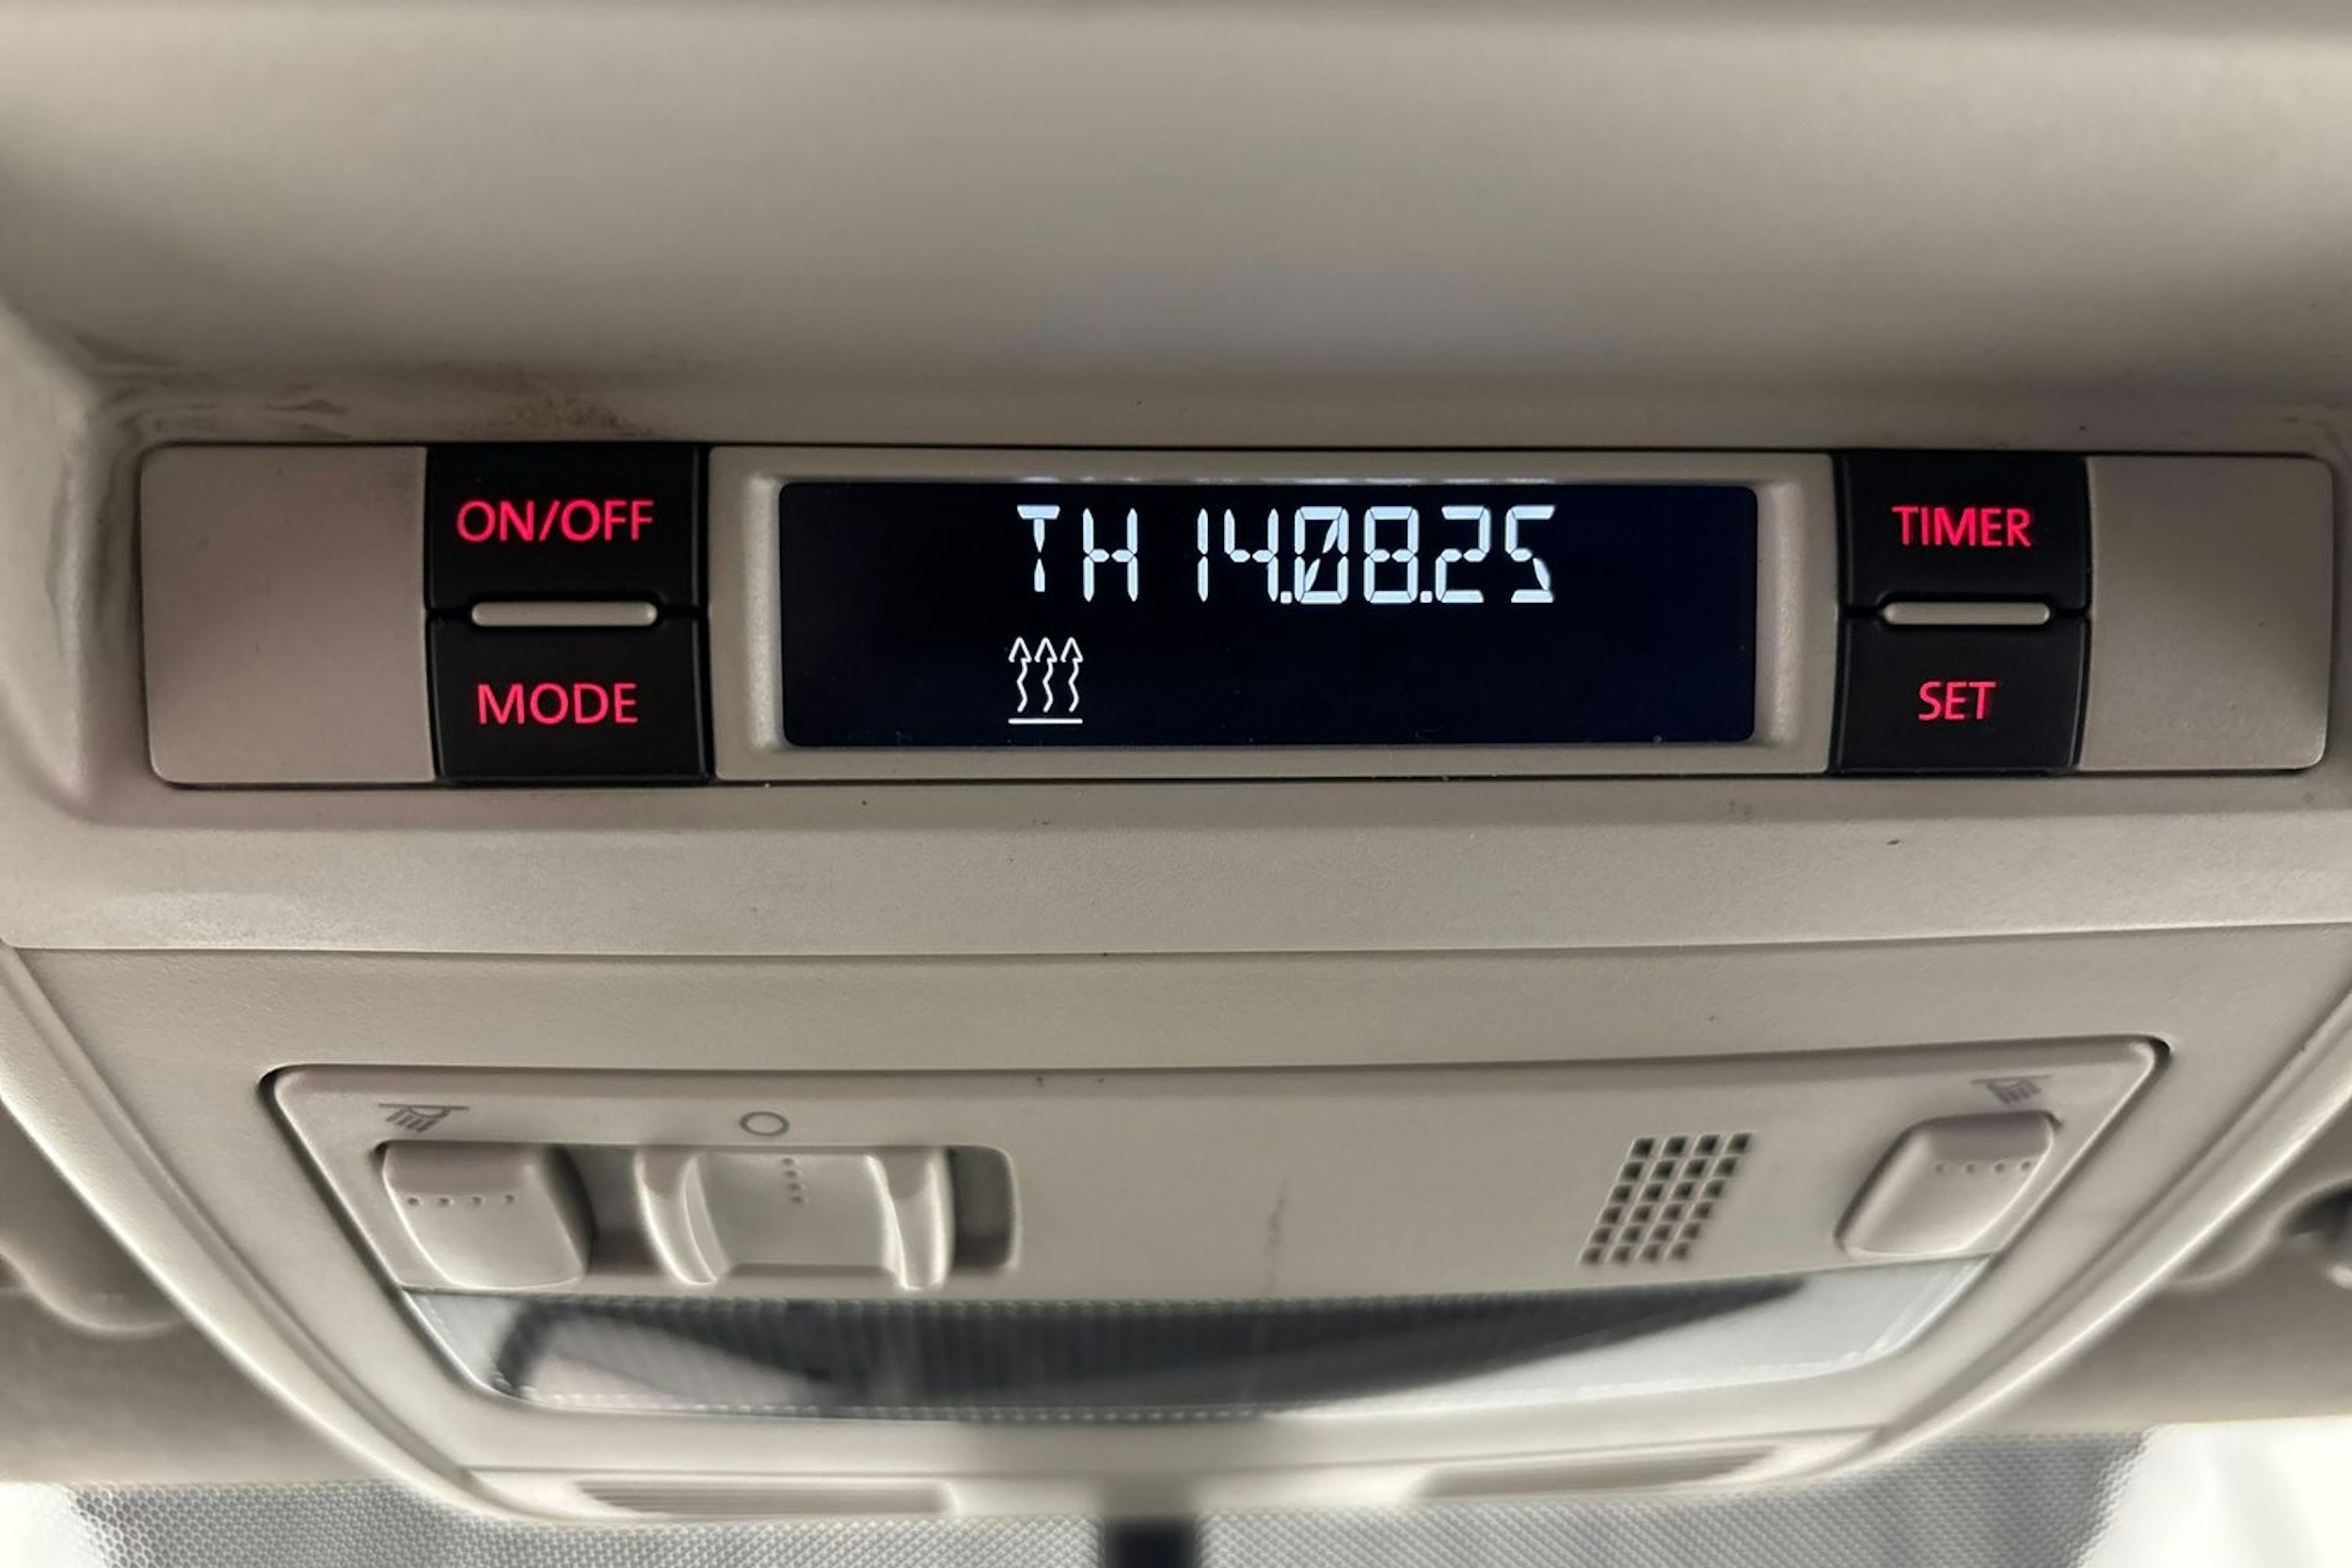 ON/OFF
MODE
TH 14.08.25
TIMER
SET